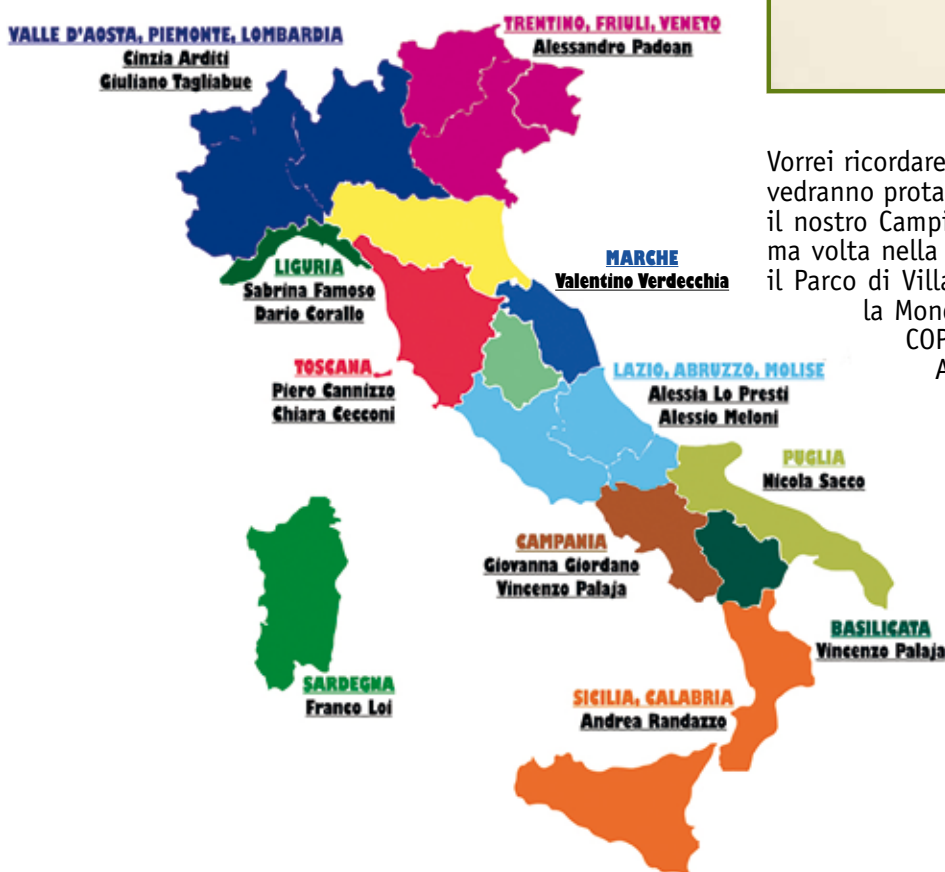 VALLE D'AOSTA, PIEMONTE, LOMBARDIA
Cinzia Arditi
Giuliano Tagliabue
TRENTINO, FRIULI, VENETO
Alessandro Padoan
LIGURIA
Sabrina Famoso
Dario Corallo
MARCHE
Valentino Verdecchia
TOSCANA
Piero Cannizzo
Chiara Cecconi
LAZIO, ABRUZZO, MOLISE
Alessia Lo Presti
Alessio Meloni
PUGLIA
Nicola Sacco
CAMPANIA
Giovanna Giordano
Vincenzo Palaja
BASILICATA
Vincenzo Palaja
SARDEGNA
Franco Loi
SICILIA, CALABRIA
Andrea Randazzo
Vorrei ricordare
vedranno prota
il nostro Campi
ma volta nella
il Parco di Villa
la Mond
COP
A